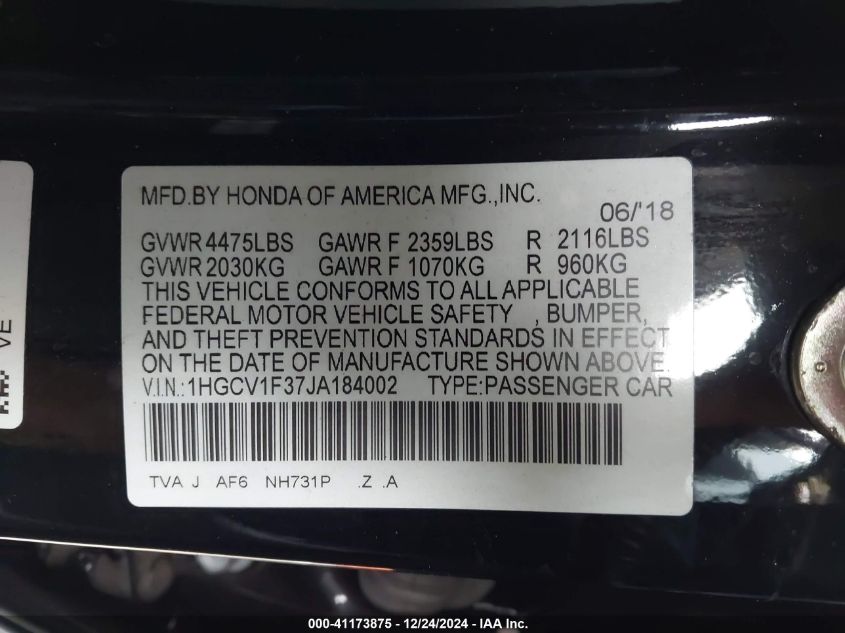 MFD.BY HONDA OF AMERICA MFG.,INC.
06/'18
GVWR 4475LBS GAWR F 2359LBS R 2116LBS
GVWR 2030KG GAWR F 1070KG R 960KG
THIS VEHICLE CONFORMS TO ALL APPLICABLE
FEDERAL MOTOR VEHICLE SAFETY , BUMPER,
AND THEFT PREVENTION STANDARDS IN EFFECT
ON THE DATE OF MANUFACTURE SHOWN ABOVE.
V.I.N.:1HGCV1F37JA184002 TYPE:PASSENGER CAR
TVA J AF6 NH731P .Z .A
VE
000-41173875 • 12/24/2024 • IAA Inc.